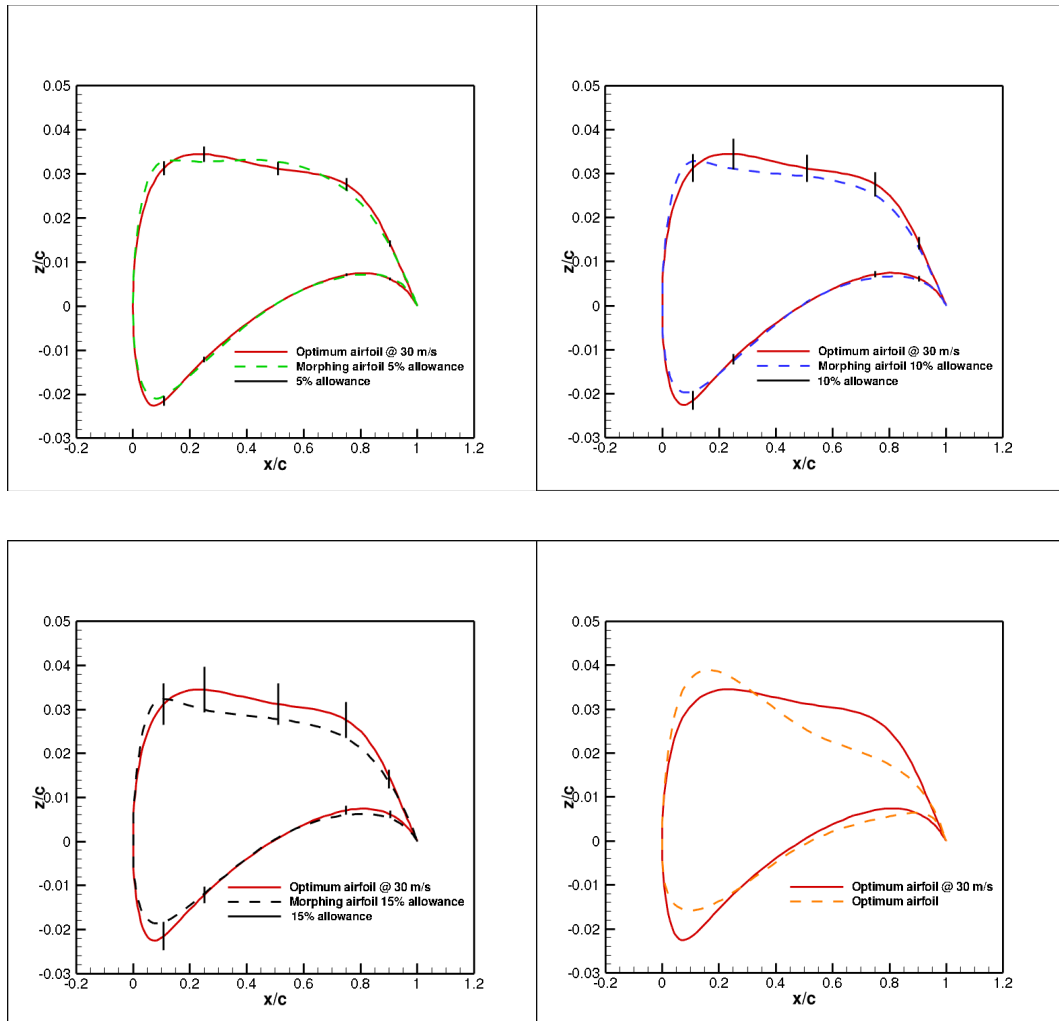 0.05
0.04
0.03
0.02
0.01
0
-0.01
-0.02
-0.03
z/c
-0.2 0 0.2 0.4 0.6 0.8 1 1.2
x/c
Optimum airfoil @ 30 m/s
Morphing airfoil 5% allowance
5% allowance
0.05
0.04
0.03
0.02
0.01
0
-0.01
-0.02
-0.03
z/c
-0.2 0 0.2 0.4 0.6 0.8 1 1.2
x/c
Optimum airfoil @ 30 m/s
Morphing airfoil 10% allowance
10% allowance
0.05
0.04
0.03
0.02
0.01
0
-0.01
-0.02
-0.03
z/c
-0.2 0 0.2 0.4 0.6 0.8 1 1.2
x/c
Optimum airfoil @ 30 m/s
Morphing airfoil 15% allowance
15% allowance
0.05
0.04
0.03
0.02
0.01
0
-0.01
-0.02
-0.03
z/c
-0.2 0 0.2 0.4 0.6 0.8 1 1.2
x/c
Optimum airfoil @ 30 m/s
Optimum airfoil